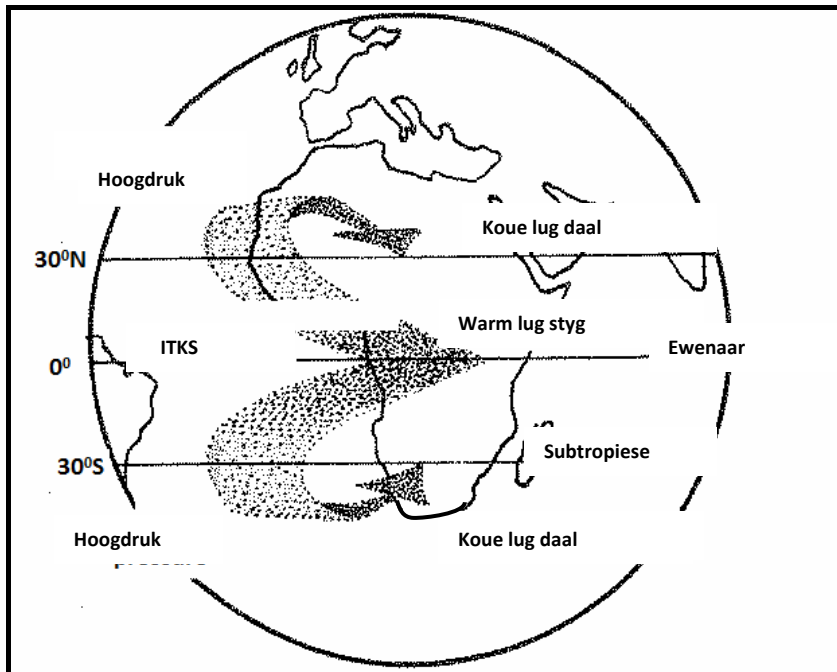 Hoogdruk
Koue lug daal
30⁰N
Warm lug styg
ITKS
Ewenaar
0⁰
Subtropiese
30⁰S
Hoogdruk
Koue lug daal